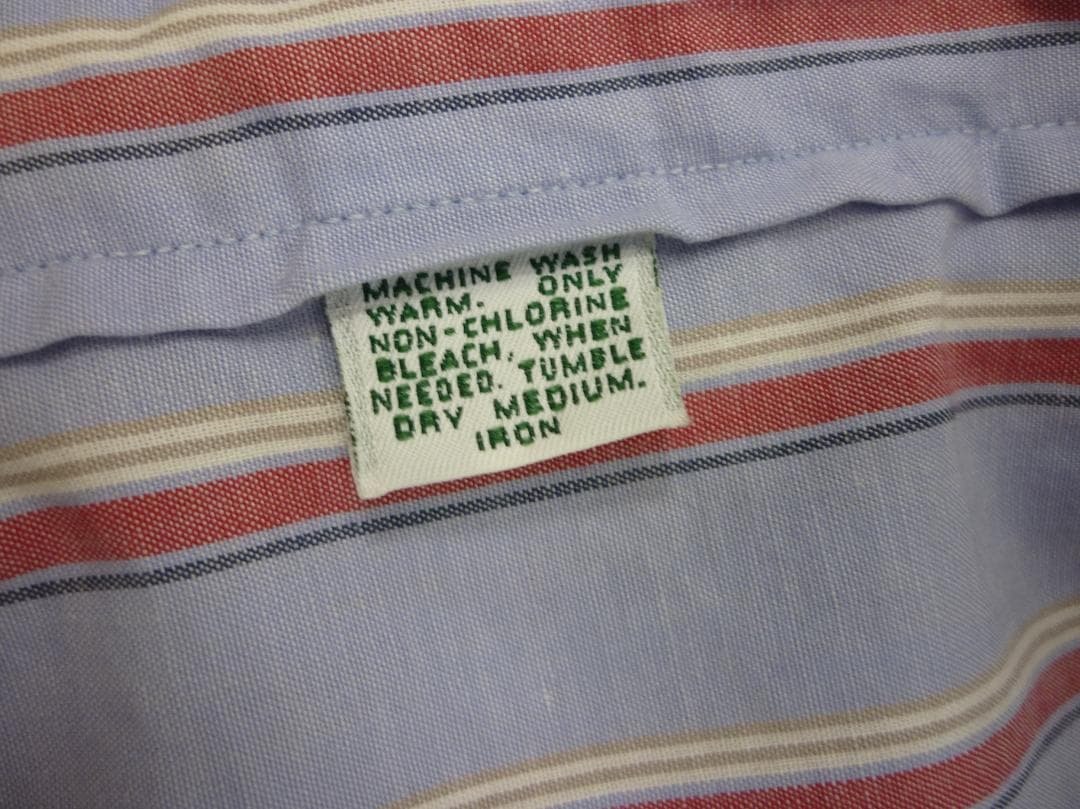 MACHINE WASH
WARM. ONLY
NON-CHLORINE
BLEACH, WHEN
NEEDED. TUMBLE
DRY MEDIUM.
IRON